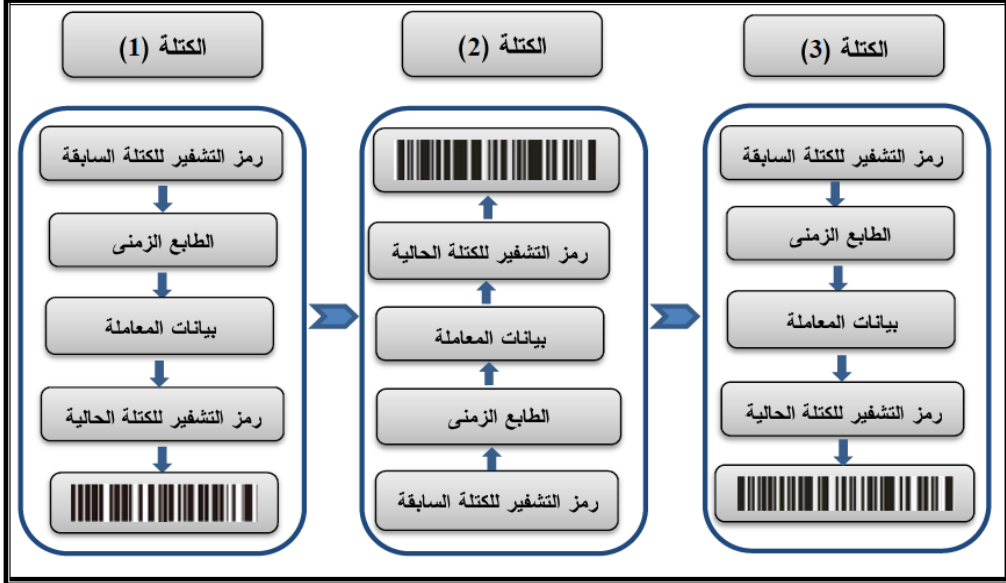 الكتلة (1)
رمز التشفير للكتلة السابقة
الطابع الزمنى
بيانات المعاملة
رمز التشفير للكتلة الحالية
الكتلة (2)
رمز التشفير للكتلة الحالية
بيانات المعاملة
الطابع الزمنى
رمز التشفير للكتلة السابقة
الكتلة (3)
رمز التشفير للكتلة السابقة
الطابع الزمنى
بيانات المعاملة
رمز التشفير للكتلة الحالية